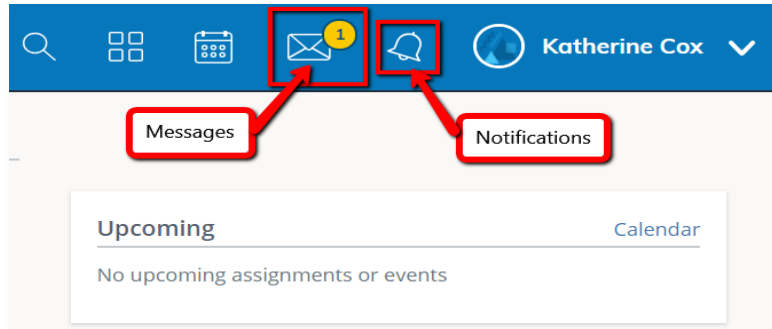 1
Katherine Cox
Messages
Notifications
Upcoming
Calendar
No upcoming assignments or events